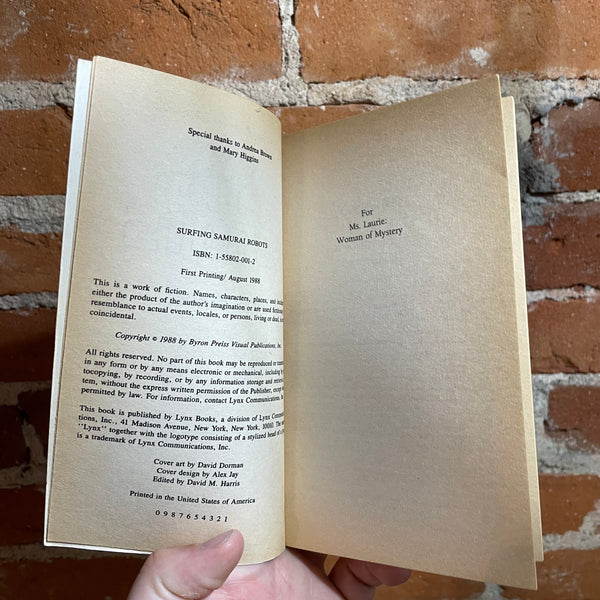 Special thanks to Andrea Brown
and Mary Higgins
SURFING SAMURAI ROBOTS
ISBN: 1-55802-001-2
First Printing/ August 1988
This is a work of fiction. Names, characters, places, and
either the product of the author's imagination or are used
resemblance to actual events, locales, or persons, living or dead,
coincidental.
Copyright © 1988 by Byron Preiss Visual Publications, Inc.
All rights reserved. No part of this book may be reproduced or
in any form or by any means electronic or mechanical, including
tocopying, by recording, or by any information storage and
tem, without the express written permission of the Publisher,
permitted by law. For information, contact Lynx Communications,
This book is published by Lynx Books, a division of Lynx
tions, Inc., 41 Madison Avenue, New York, New York, 10010. The
"Lynx" together with the logotype consisting of a stylized head of a
is a trademark of Lynx Communications, Inc.
Cover art by David Dorman
Cover design by Alex Jay
Edited by David M. Harris
Printed in the United States of America
0 9 8 7 6 5 4 3 2 1
For
Ms. Laurie:
Woman of Mystery